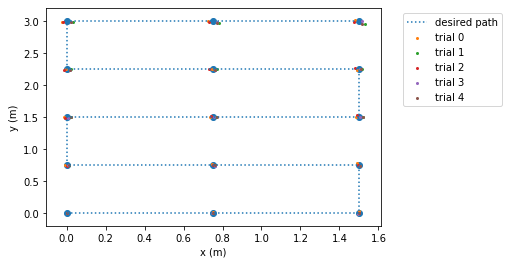 desired path
trial 0
trial 1
trial 2
trial 3
trial 4
y (m)
3.0
2.5
2.0
1.5
1.0
0.5
0.0
0.0 0.2 0.4 0.6 0.8 1.0 1.2 1.4 1.6
x (m)